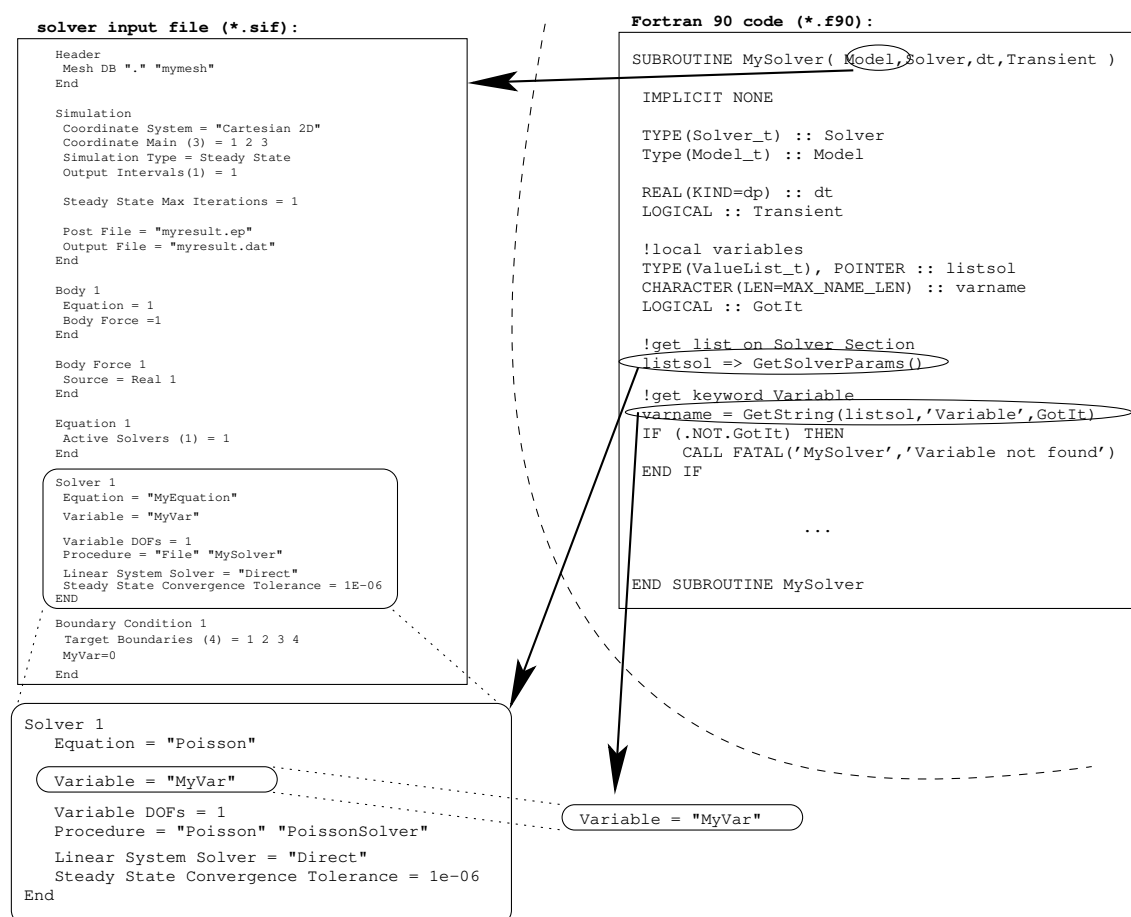 solver input file (*.sif):
Header
Mesh DB "." "mymesh"
End
Simulation
Coordinate System = "Cartesian 2D"
Coordinate Main (3) = 1 2 3
Simulation Type = Steady State
Output Intervals(1) = 1
Steady State Max Iterations = 1
Post File = "myresult.ep"
Output File = "myresult.dat"
End
Body 1
Equation = 1
Body Force =1
End
Body Force 1
Source = Real 1
End
Equation 1
Active Solvers (1) = 1
End
Solver 1
Equation = "MyEquation"
Variable = "MyVar"
Variable DOFs = 1
Procedure = "File" "MySolver"
Linear System Solver = "Direct"
Steady State Convergence Tolerance = 1E-06
END
Boundary Condition 1
Target Boundaries (4) = 1 2 3 4
MyVar=0
End
Solver 1
Equation = "Poisson"
Variable = "MyVar"
Variable DOFs = 1
Procedure = "Poisson" "PoissonSolver"
Linear System Solver = "Direct"
Steady State Convergence Tolerance = 1e-06
End
Fortran 90 code (*.f90):
SUBROUTINE MySolver( Model,Solver,dt,Transient )
IMPLICIT NONE
TYPE(Solver_t) :: Solver
Type(Model_t) :: Model
REAL(KIND=dp) :: dt
LOGICAL :: Transient
!local variables
TYPE(ValueList_t), POINTER :: listsol
CHARACTER(LEN=MAX_NAME_LEN) :: varname
LOGICAL :: GotIt
!get list on Solver Section
listsol => GetSolverParams()
!get keyword Variable
varname = GetString(listsol,'Variable',GotIt)
IF (.NOT.GotIt) THEN
CALL FATAL('MySolver','Variable not found')
END IF
...
END SUBROUTINE MySolver
Variable = "MyVar"